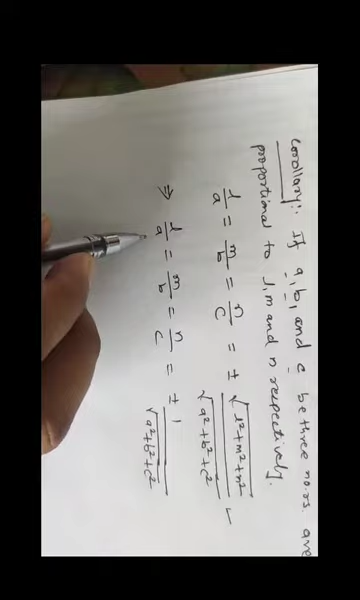 Corollary: If a, b, and c be three no.rs. are
proportional to l, m and n respectively.
l/a = m/b = n/c = ± √(l²+m²+n²)/√(a²+b²+c²)
⇒ l/a = m/b = n/c = ± 1/√(a²+b²+c²)